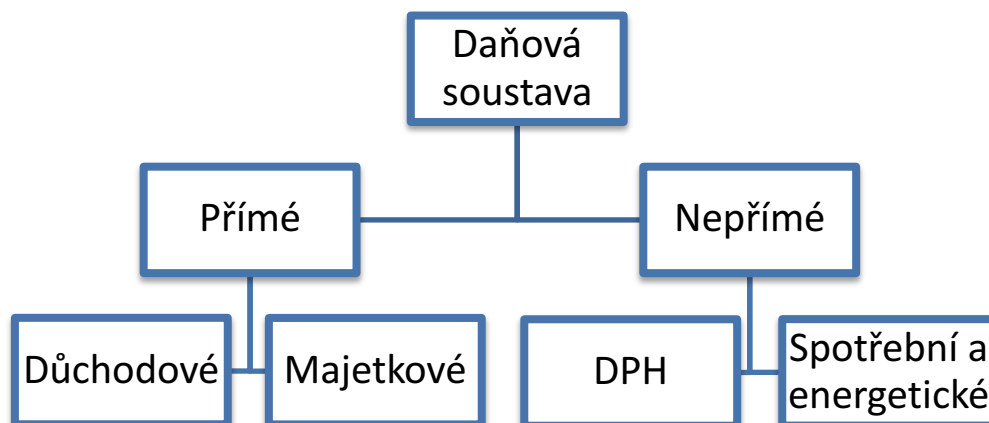 Daňová
soustava
Přímé
Nepřímé
Důchodové
Majetkové
DPH
Spotřební a
energetické